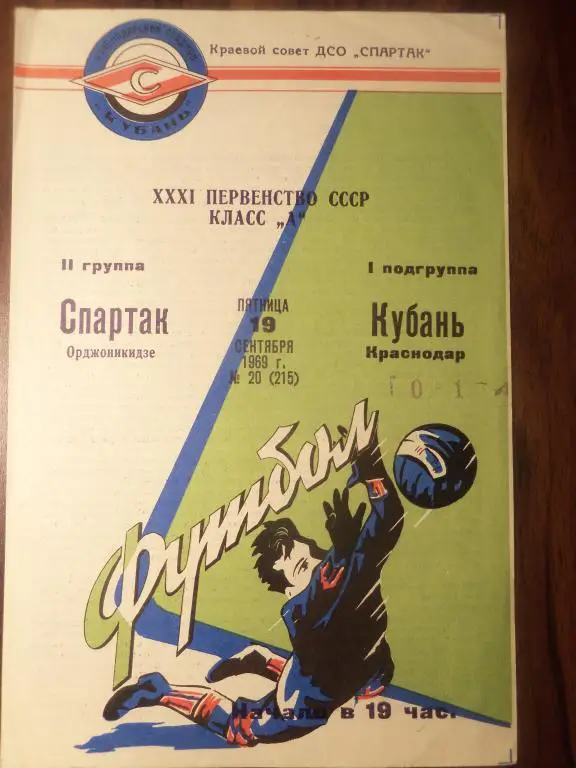 Краевой совет ДСО „СПАРТАК"
С
„КУБАНЬ"
XXXI ПЕРВЕНСТВО СССР
КЛАСС „А"
II группа
I подгруппа
Спартак
Орджоникидзе
ПЯТНИЦА
19
СЕНТЯБРЯ
1969 г.
№ 20 (215)
Кубань
Краснодар
0 1
Футбол
Начало в 19 час.